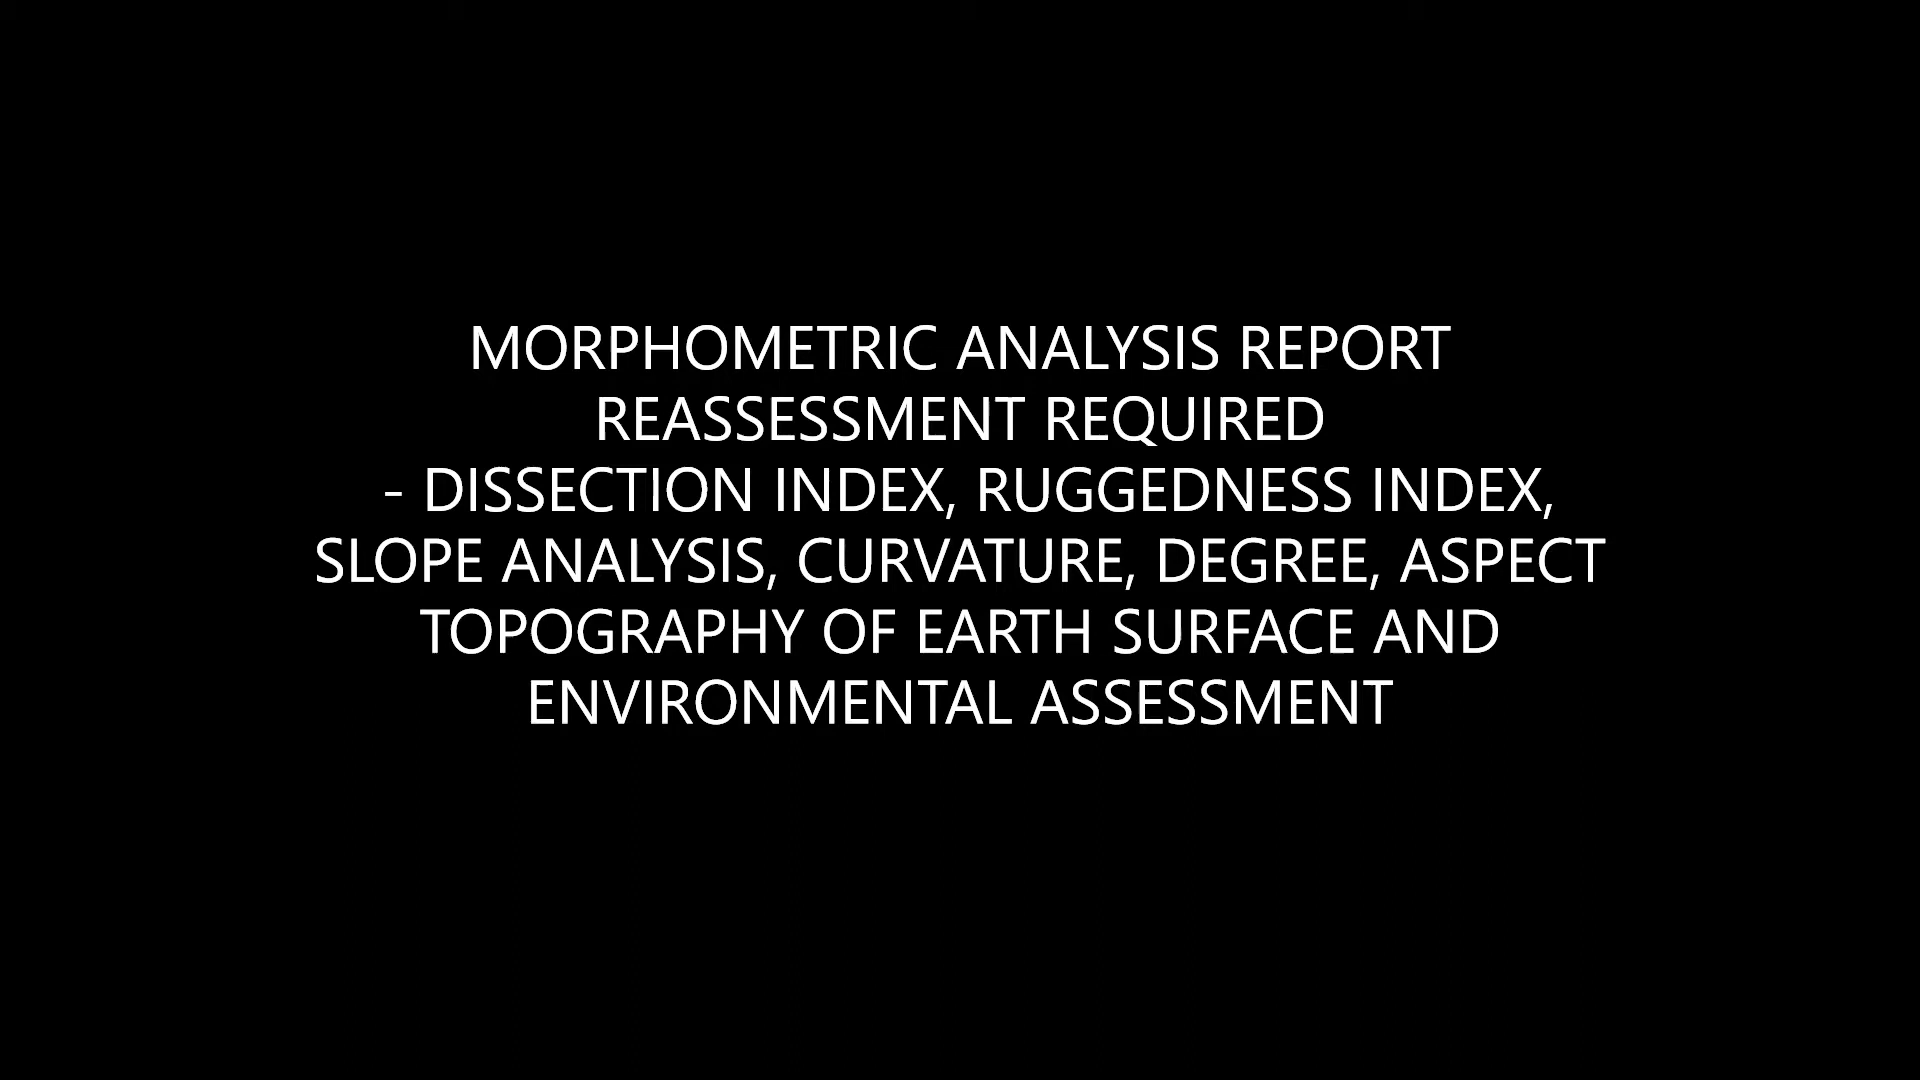 MORPHOMETRIC ANALYSIS REPORT
REASSESSMENT REQUIRED
- DISSECTION INDEX, RUGGEDNESS INDEX,
SLOPE ANALYSIS, CURVATURE, DEGREE, ASPECT
TOPOGRAPHY OF EARTH SURFACE AND
ENVIRONMENTAL ASSESSMENT